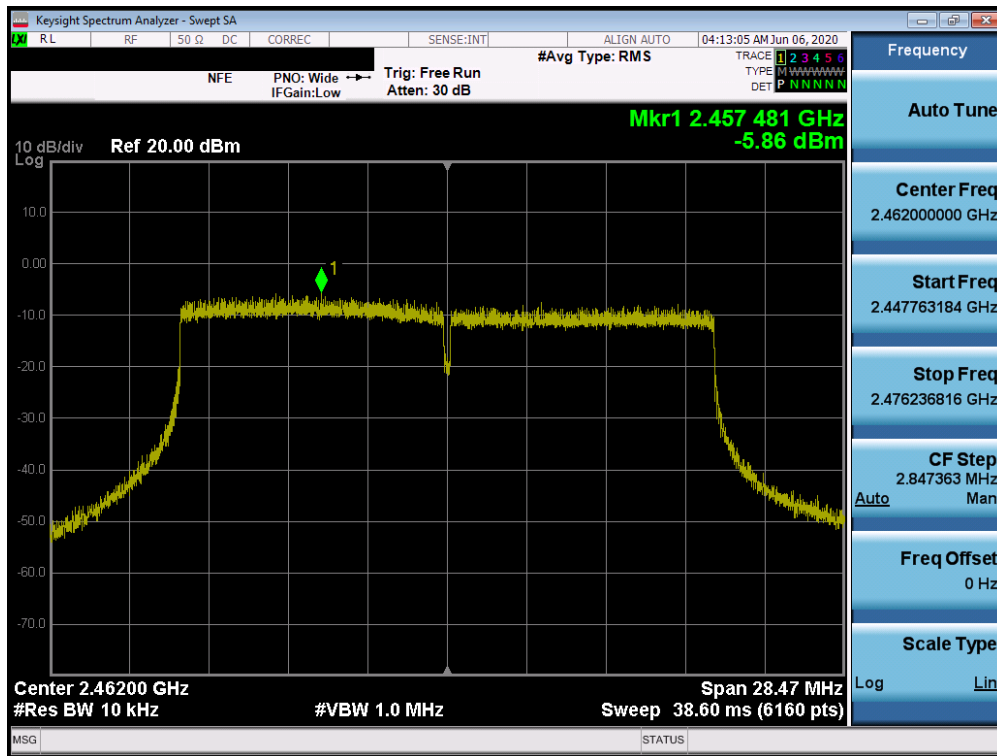 Keysight Spectrum Analyzer - Swept SA
LXI RL RF 50 Ω DC CORREC SENSE:INT ALIGN AUTO 04:13:05 AM Jun 06, 2020
NFE PNO: Wide Trig: Free Run #Avg Type: RMS TRACE 1 2 3 4 5 6
IFGain:Low Atten: 30 dB TYPE M WWWWW
DET P N N N N N
Mkr1 2.457 481 GHz
-5.86 dBm
10 dB/div Ref 20.00 dBm
Log
10.0
0.00
1
-10.0
-20.0
-30.0
-40.0
-50.0
-60.0
-70.0
Center 2.46200 GHz Span 28.47 MHz
#Res BW 10 kHz #VBW 1.0 MHz Sweep 38.60 ms (6160 pts)
MSG STATUS
Frequency
Auto Tune
Center Freq
2.462000000 GHz
Start Freq
2.447763184 GHz
Stop Freq
2.476236816 GHz
CF Step
2.847363 MHz
Auto Man
Freq Offset
0 Hz
Scale Type
Log Lin